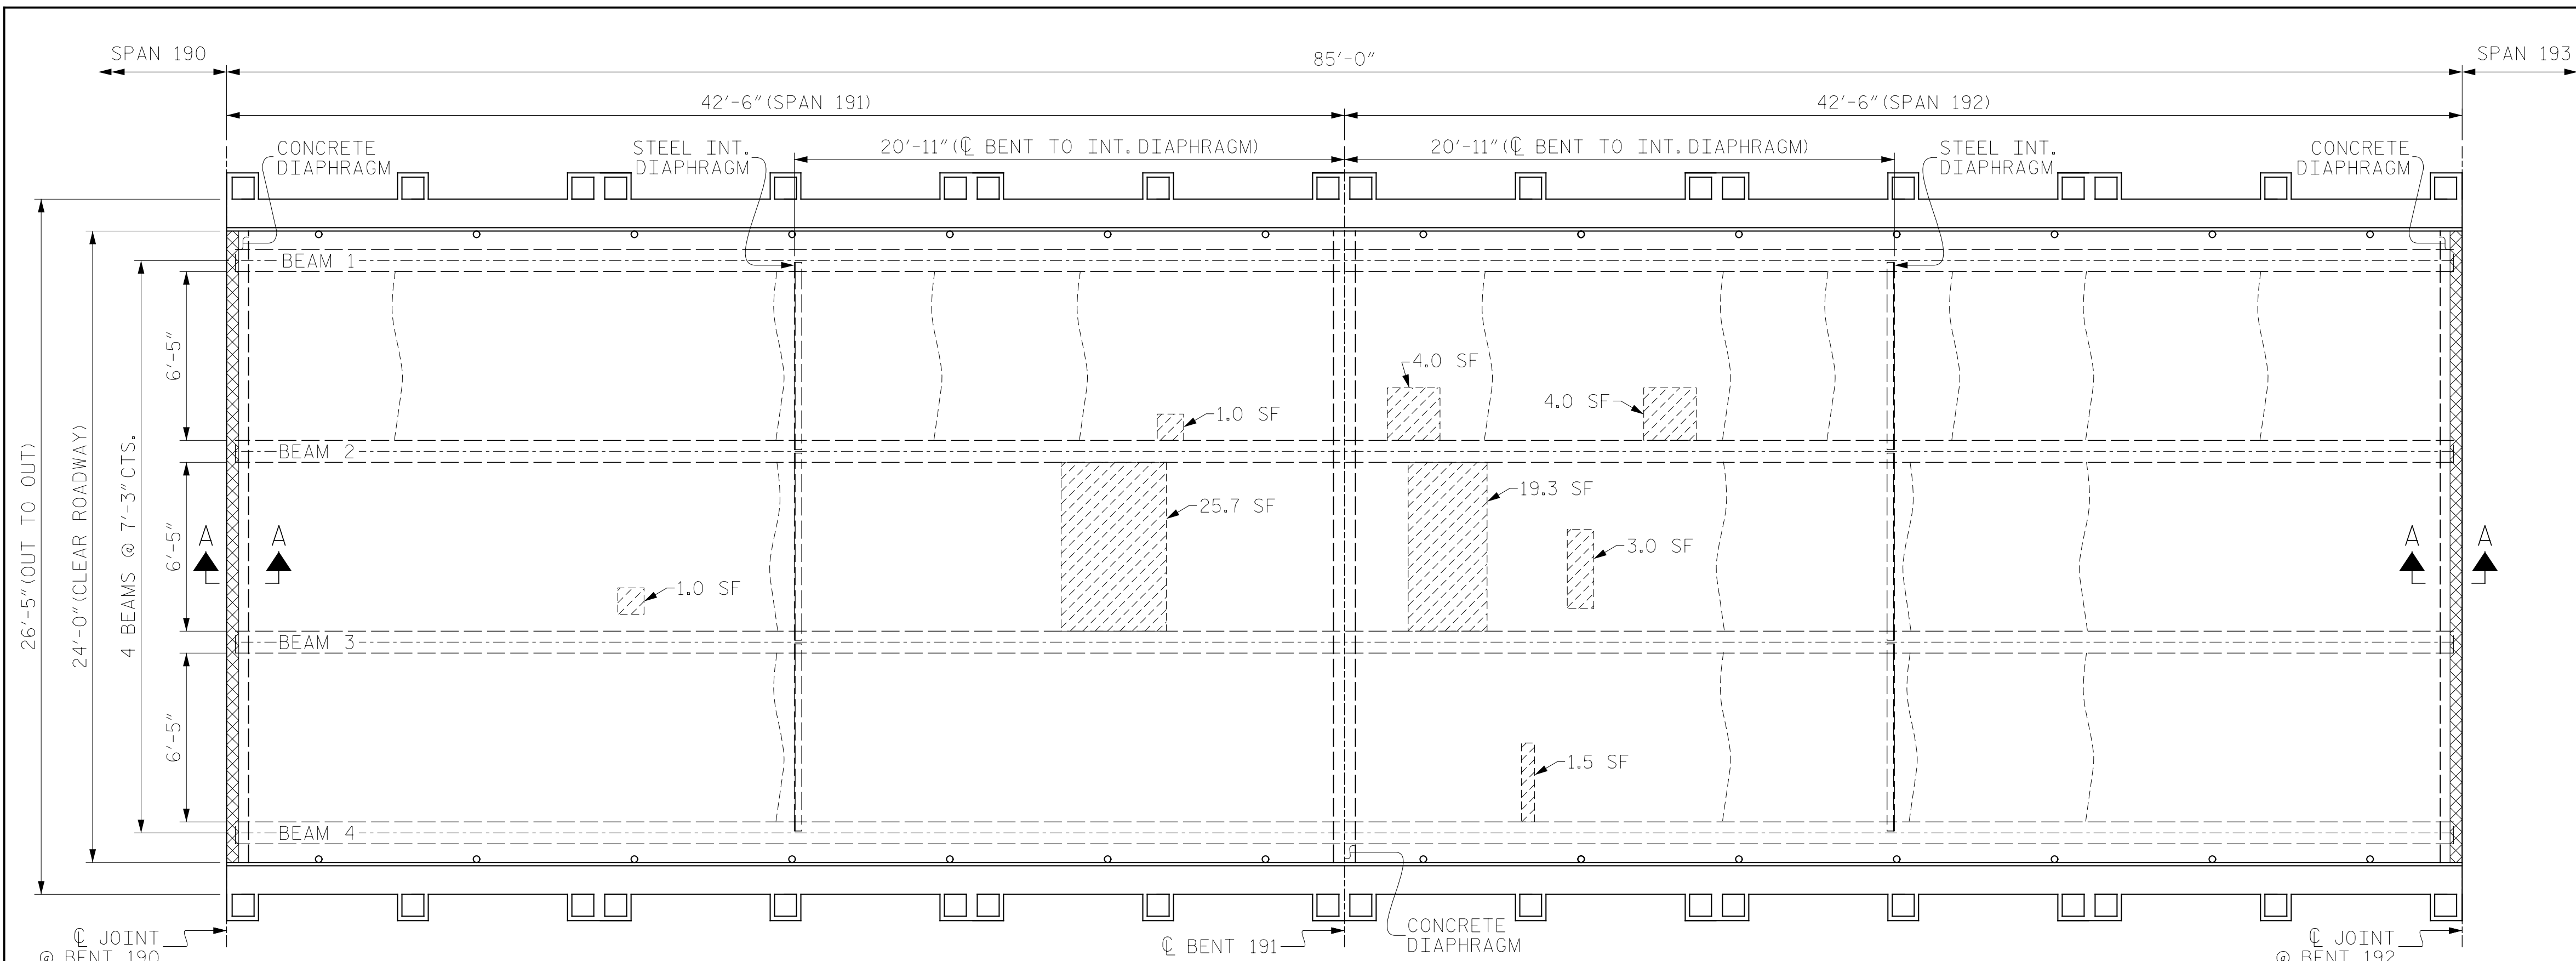 SPAN 190
85'-0"
SPAN 193
42'-6"(SPAN 191)
42'-6"(SPAN 192)
CONCRETE
DIAPHRAGM
STEEL INT.
DIAPHRAGM
20'-11"(℄ BENT TO INT. DIAPHRAGM)
20'-11"(℄ BENT TO INT. DIAPHRAGM)
STEEL INT.
DIAPHRAGM
CONCRETE
DIAPHRAGM
BEAM 1
6'-5"
4.0 SF
4.0 SF
1.0 SF
BEAM 2
26'-5"(OUT TO OUT)
24'-0"(CLEAR ROADWAY)
4 BEAMS @ 7'-3" CTS.
6'-5"
25.7 SF
19.3 SF
A
A
3.0 SF
A
A
1.0 SF
BEAM 3
6'-5"
1.5 SF
BEAM 4
℄ JOINT
@ BENT 190
℄ BENT 191
CONCRETE
DIAPHRAGM
℄ JOINT
@ BENT 192